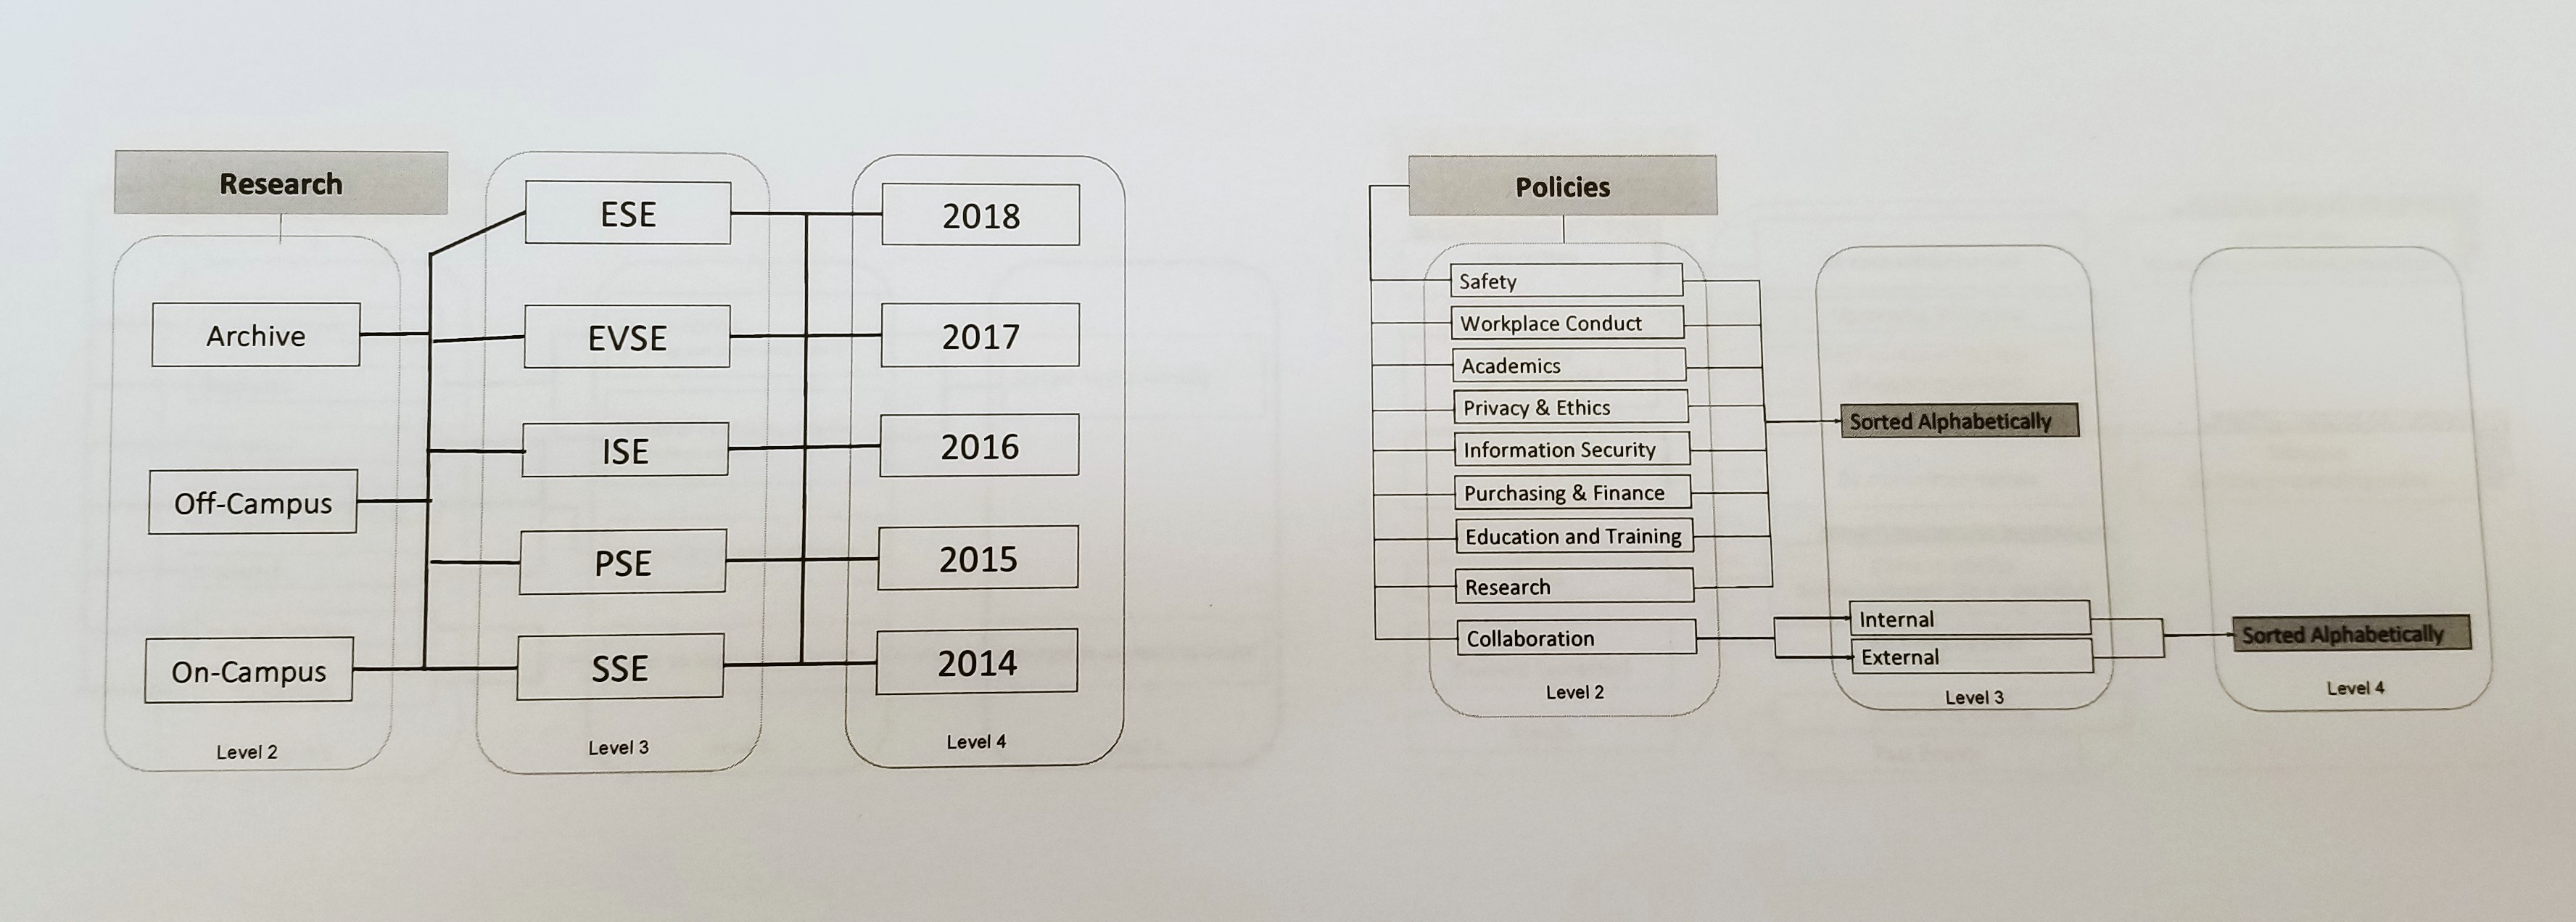 Research
Archive
Off-Campus
On-Campus
Level 2
ESE
EVSE
ISE
PSE
SSE
Level 3
2018
2017
2016
2015
2014
Level 4
Policies
Safety
Workplace Conduct
Academics
Privacy & Ethics
Information Security
Purchasing & Finance
Education and Training
Research
Collaboration
Level 2
Sorted Alphabetically
Internal
External
Level 3
Sorted Alphabetically
Level 4